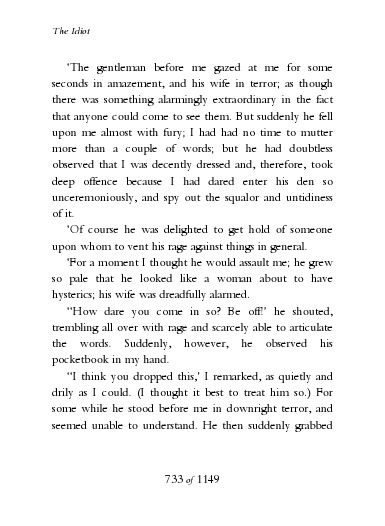 The Idiot
'The gentleman before me gazed at me for some
seconds in amazement, and his wife in terror; as though
there was something alarmingly extraordinary in the fact
that anyone could come to see them. But suddenly he fell
upon me almost with fury; I had had no time to mutter
more than a couple of words; but he had doubtless
observed that I was decently dressed and, therefore, took
deep offence because I had dared enter his den so
unceremoniously, and spy out the squalor and untidiness
of it.
'Of course he was delighted to get hold of someone
upon whom to vent his rage against things in general.
'For a moment I thought he would assault me; he grew
so pale that he looked like a woman about to have
hysterics; his wife was dreadfully alarmed.
''How dare you come in so? Be off!' he shouted,
trembling all over with rage and scarcely able to articulate
the words. Suddenly, however, he observed his
pocketbook in my hand.
''I think you dropped this,' I remarked, as quietly and
drily as I could. (I thought it best to treat him so.) For
some while he stood before me in downright terror, and
seemed unable to understand. He then suddenly grabbed
733 of 1149